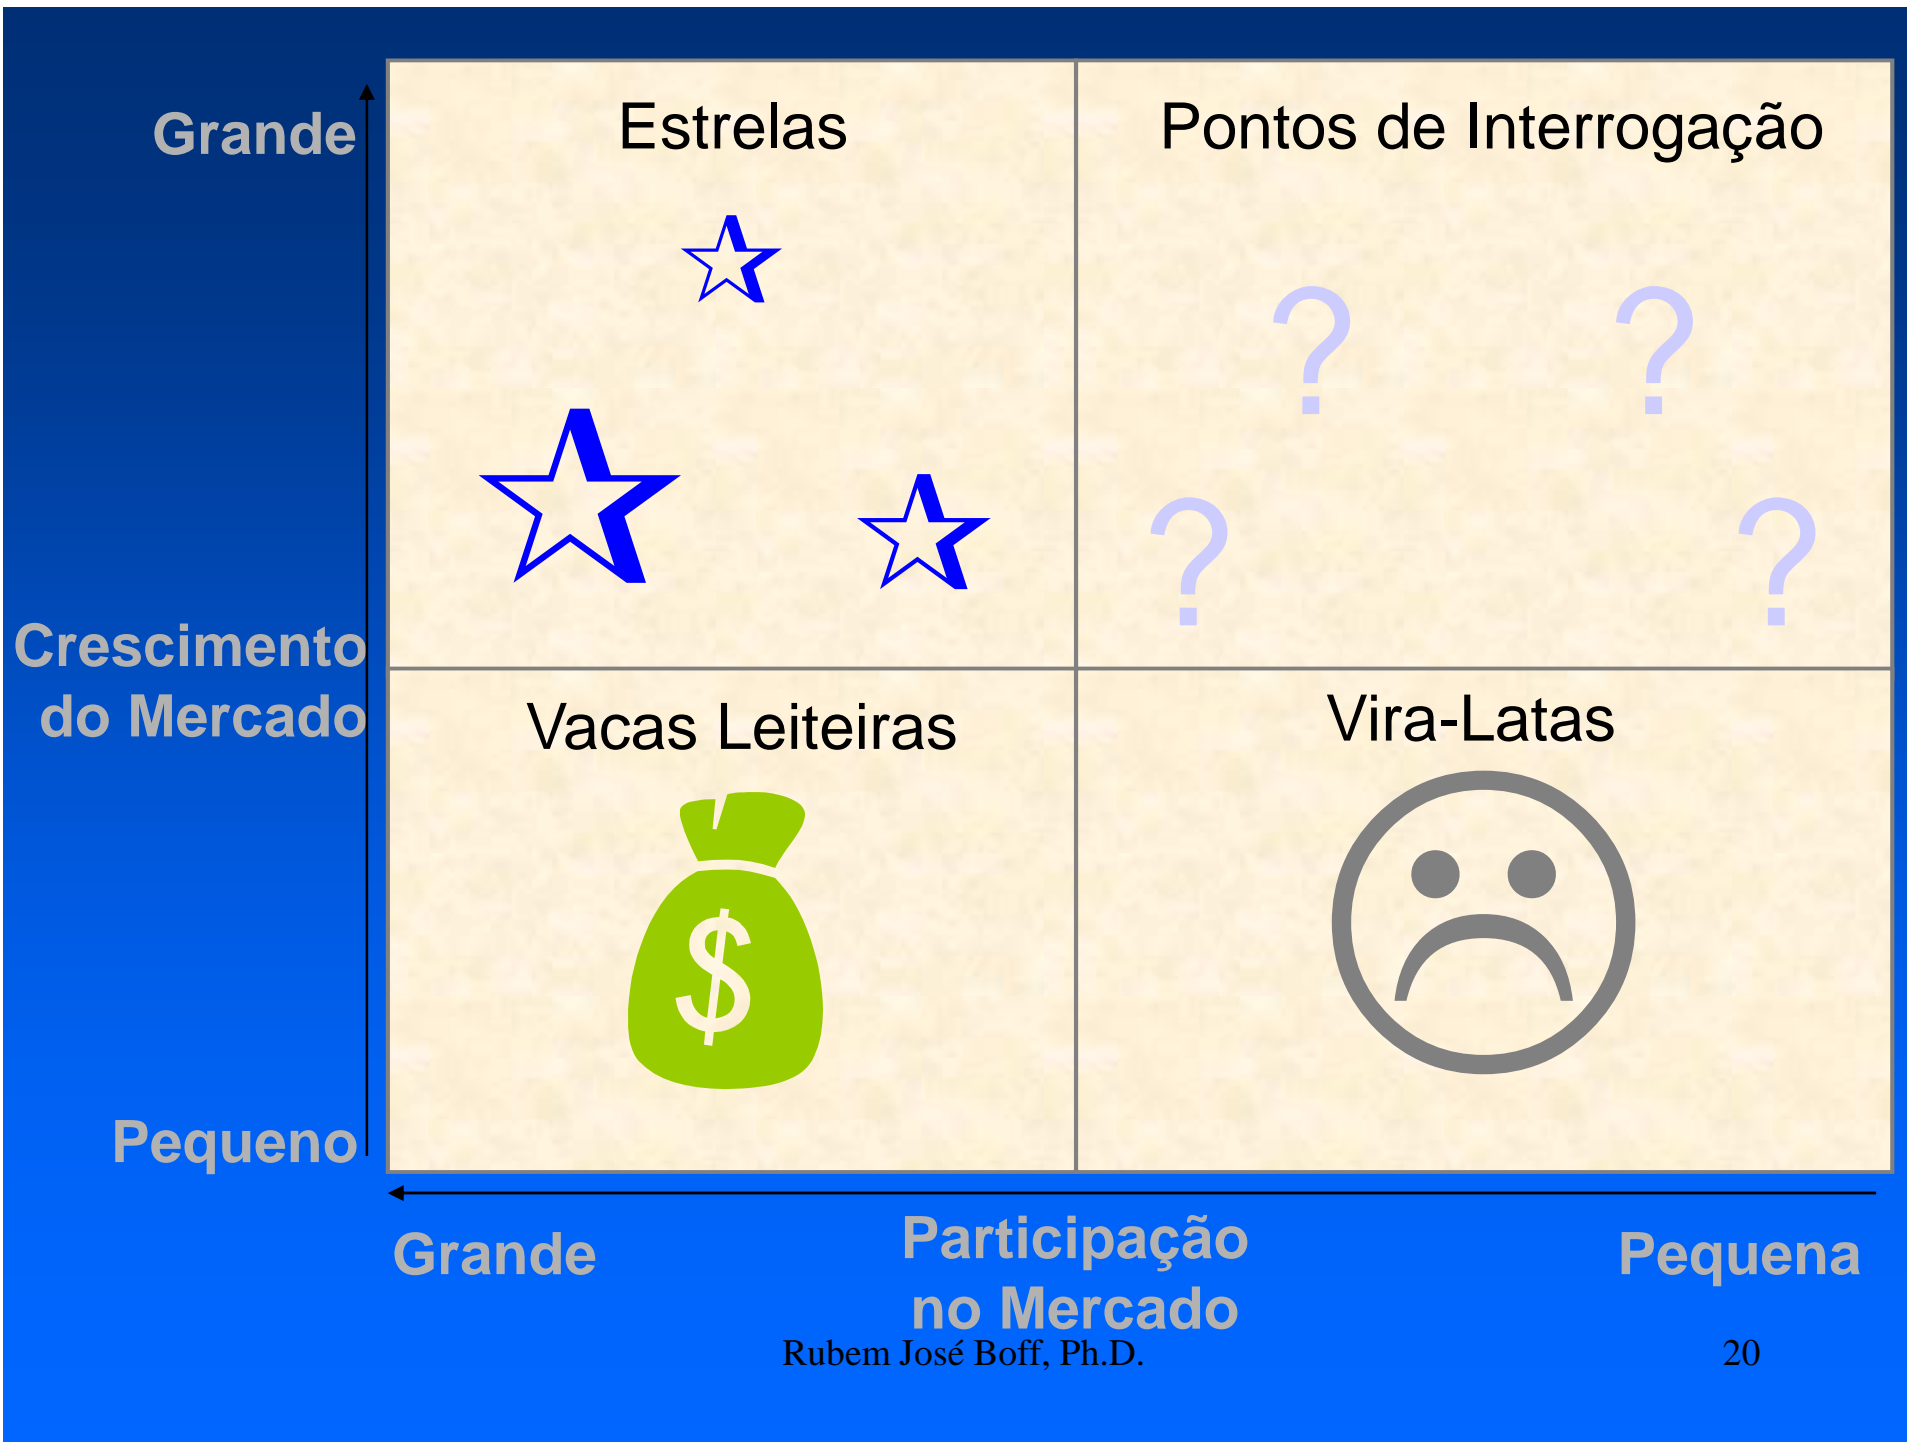 Grande
Estrelas
Pontos de Interrogação
? ?
? ?
Crescimento
do Mercado
Vacas Leiteiras
Vira-Latas
$
Pequeno
Grande
Participação
no Mercado
Pequena
Rubem José Boff, Ph.D.
20